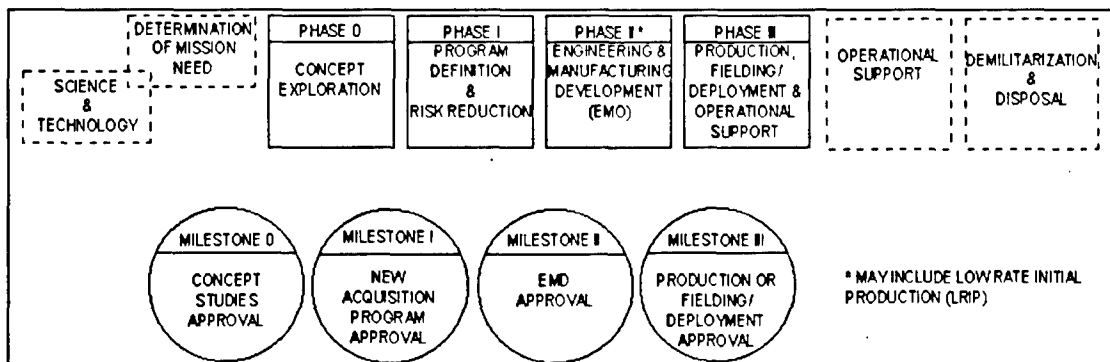 DETERMINATION
OF MISSION
NEED
SCIENCE
&
TECHNOLOGY
PHASE 0
CONCEPT
EXPLORATION
PHASE I
PROGRAM
DEFINITION
&
RISK REDUCTION
PHASE II*
ENGINEERING &
MANUFACTURING
DEVELOPMENT
(EMO)
PHASE III
PRODUCTION,
FIELDING/
DEPLOYMENT &
OPERATIONAL
SUPPORT
OPERATIONAL
SUPPORT
DEMILITARIZATION
&
DISPOSAL
MILESTONE 0
CONCEPT
STUDIES
APPROVAL
MILESTONE I
NEW
ACQUISITION
PROGRAM
APPROVAL
MILESTONE II
EMD
APPROVAL
MILESTONE III
PRODUCTION OR
FIELDING/
DEPLOYMENT
APPROVAL
* MAY INCLUDE LOW RATE INITIAL
PRODUCTION (LRIP)